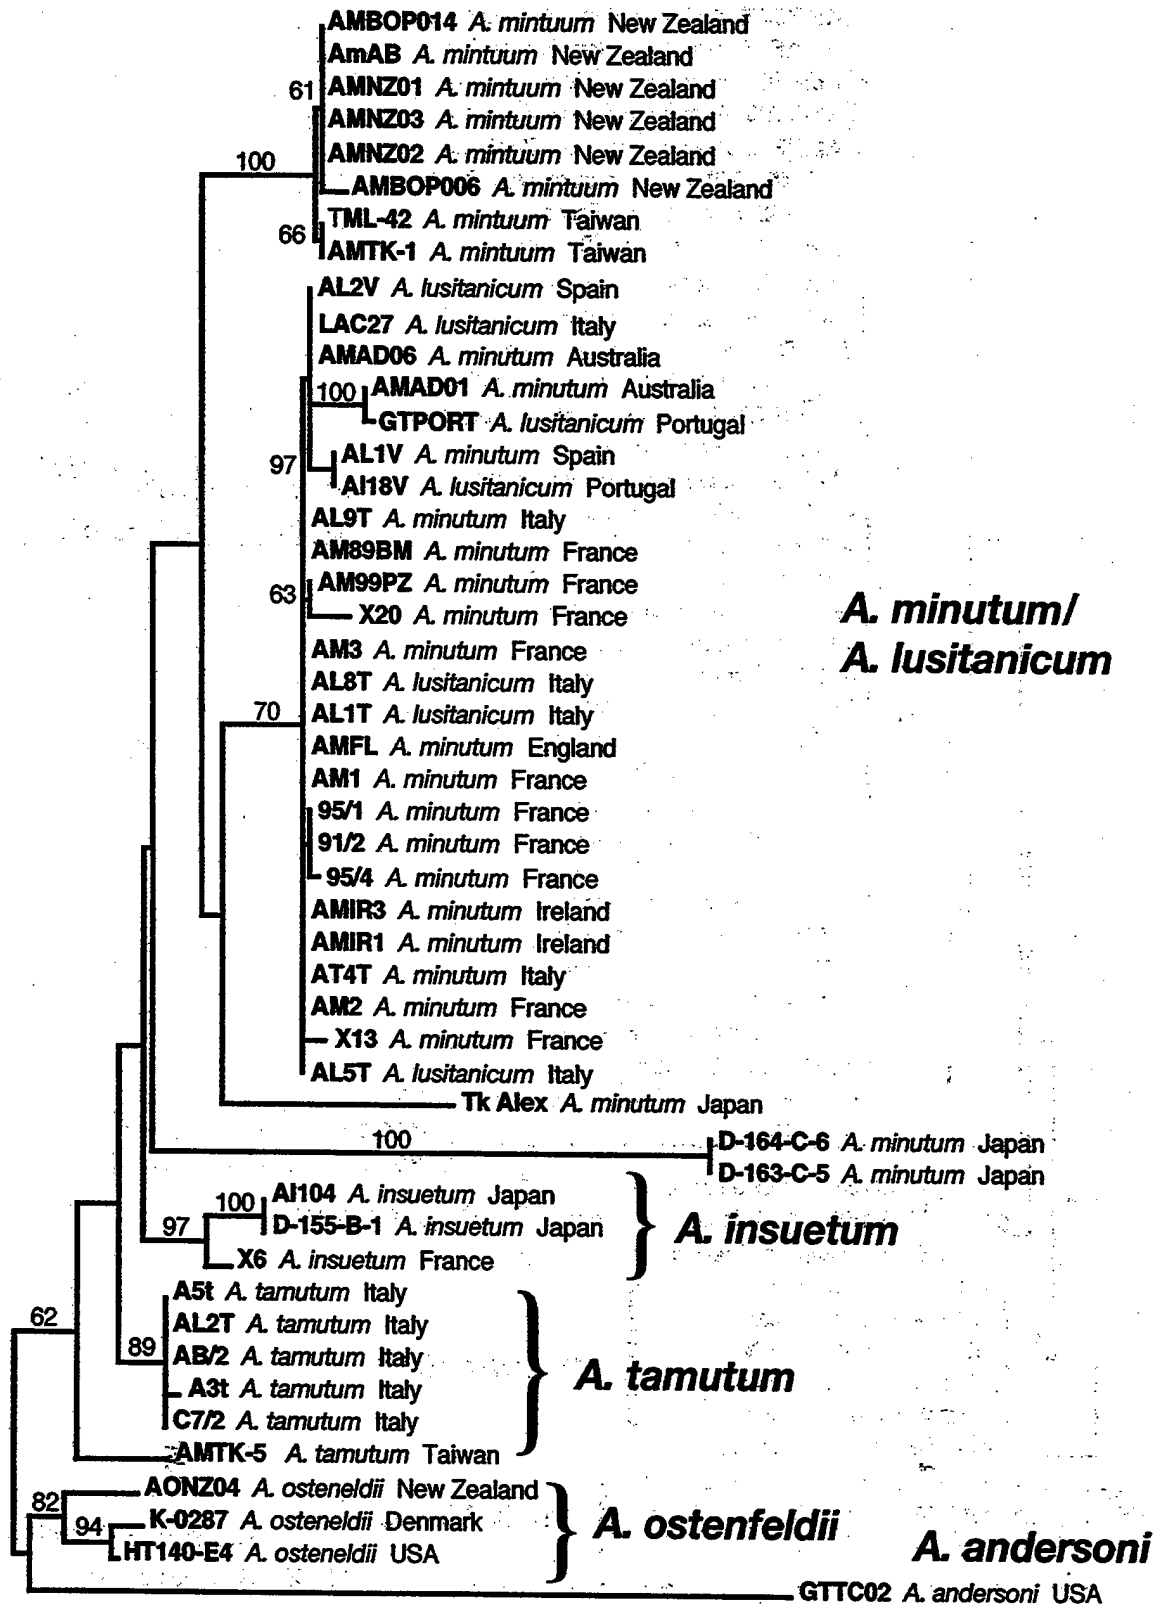 AMBOP014 A. mintuum New Zealand
AmAB A. mintuum New Zealand
61
AMNZ01 A. mintuum New Zealand
AMNZ03 A. mintuum New Zealand
100
AMNZ02 A. mintuum New Zealand
AMBOP006 A. mintuum New Zealand
TML-42 A. mintuum Taiwan
66
AMTK-1 A. mintuum Taiwan
AL2V A. lusitanicum Spain
LAC27 A. lusitanicum Italy
AMAD06 A. minutum Australia
100
AMAD01 A. minutum Australia
GTPORT A. lusitanicum Portugal
AL1V A. minutum Spain
97
AI18V A. lusitanicum Portugal
AL9T A. minutum Italy
AM89BM A. minutum France
AM99PZ A. minutum France
63
X20 A. minutum France
A. minutum/
A. lusitanicum
AM3 A. minutum France
AL8T A. lusitanicum Italy
70
AL1T A. lusitanicum Italy
AMFL A. minutum England
AM1 A. minutum France
95/1 A. minutum France
91/2 A. minutum France
95/4 A. minutum France
AMIR3 A. minutum Ireland
AMIR1 A. minutum Ireland
AT4T A. minutum Italy
AM2 A. minutum France
X13 A. minutum France
AL5T A. lusitanicum Italy
Tk Alex A. minutum Japan
100
D-164-C-6 A. minutum Japan
D-163-C-5 A. minutum Japan
100
AI104 A. insuetum Japan
97
D-155-B-1 A. insuetum Japan
X6 A. insuetum France
A. insuetum
A5t A. tamutum Italy
62
AL2T A. tamutum Italy
89
AB/2 A. tamutum Italy
A3t A. tamutum Italy
C7/2 A. tamutum Italy
AMTK-5 A. tamutum Taiwan
A. tamutum
AONZ04 A. osteneldii New Zealand
82
94
K-0287 A. osteneldii Denmark
HT140-E4 A. osteneldii USA
A. ostenfeldii
A. andersoni
GTTC02 A. andersoni USA